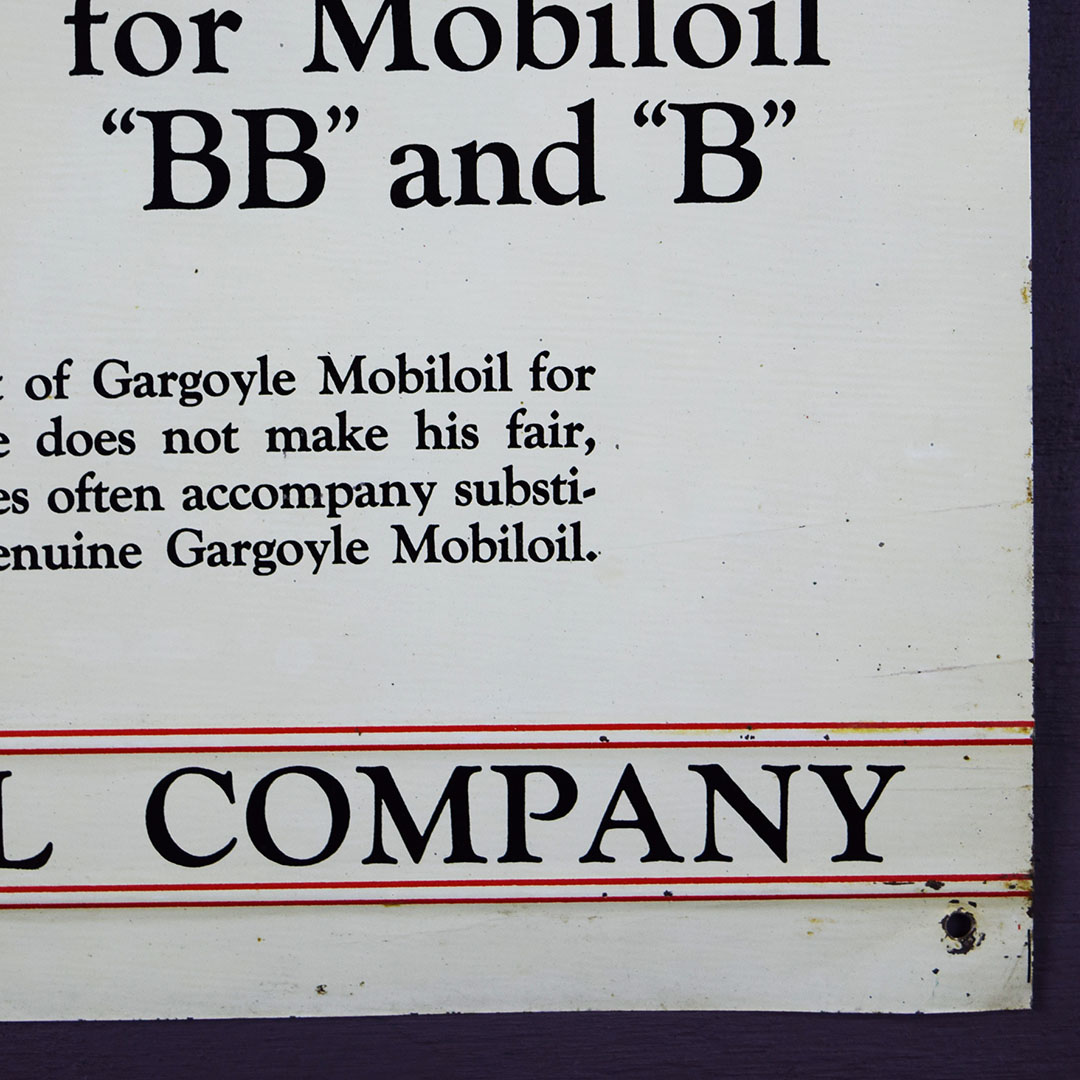 for Mobiloil
“BB” and “B”
of Gargoyle Mobiloil for
does not make his fair,
often accompany substi-
Gargoyle Mobiloil.
COMPANY